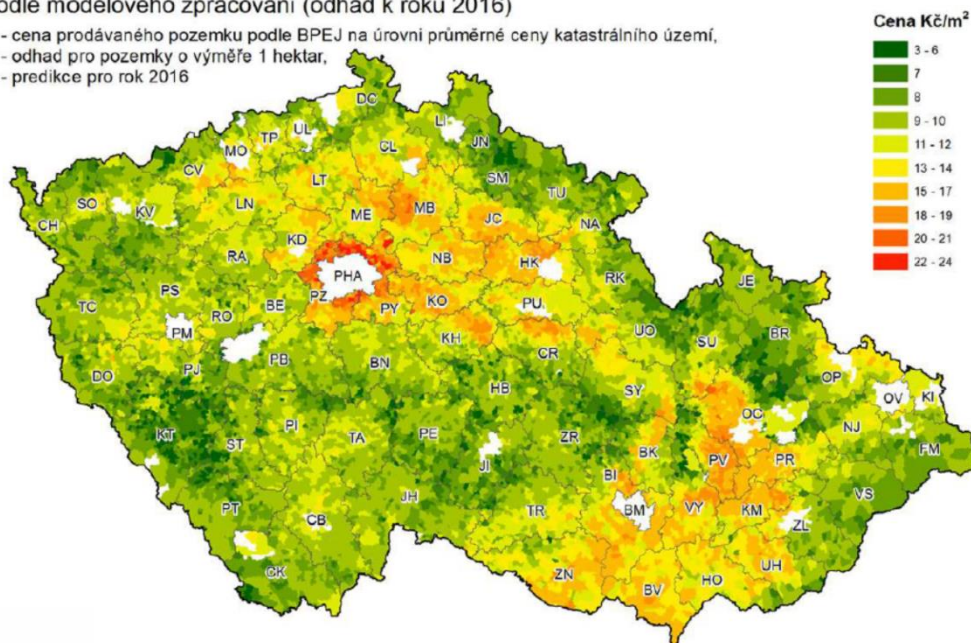 odle modelového zpracování (odhad k roku 2016)
- cena prodávaného pozemku podle BPEJ na úrovni průměrné ceny katastrálního území,
- odhad pro pozemky o výměře 1 hektar,
- predikce pro rok 2016
Cena Kč/m²
3 - 6
7
8
9 - 10
11 - 12
13 - 14
15 - 17
18 - 19
20 - 21
22 - 24
DC
LI
UL
TP
JN
MO
CL
CV
LT
SM
TU
SO
LN
ME
MB
JC
KV
NA
CH
KD
RA
NB
HK
PHA
RK
JE
PS
BE
PZ
KO
TC
RO
PY
PU
PM
KH
UO
SU
BR
PB
BN
CR
PJ
DO
HB
SY
OP
OV
KI
OC
PI
TA
PE
ZR
KT
ST
NJ
BK
FM
PV
PR
JI
BI
VS
JH
PT
CB
TR
BM
VY
KM
ZL
CK
ZN
UH
BV
HO